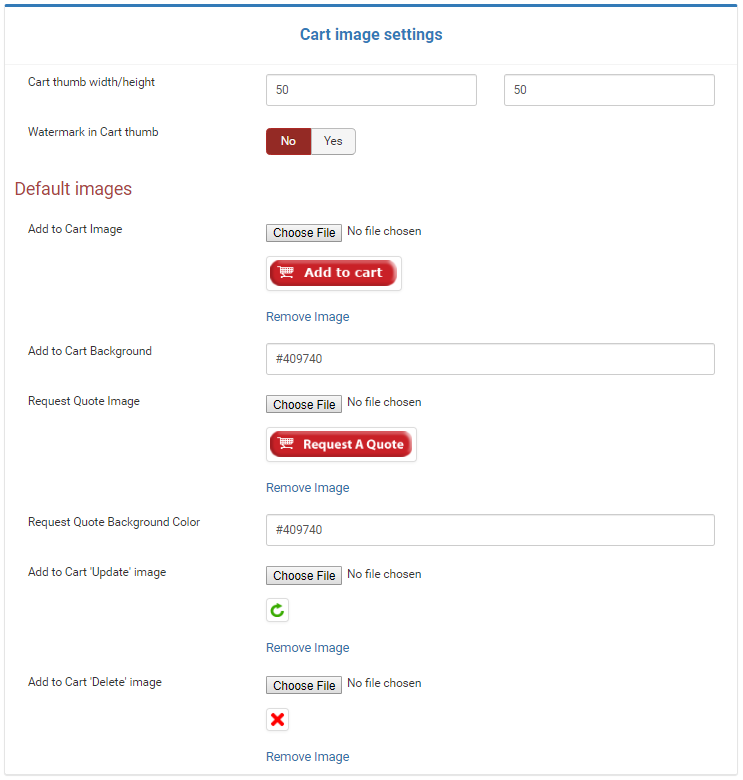 Cart image settings
Cart thumb width/height 50 50
Watermark in Cart thumb No Yes
Default images
Add to Cart Image Choose File No file chosen
Add to cart
Remove Image
Add to Cart Background #409740
Request Quote Image Choose File No file chosen
Request A Quote
Remove Image
Request Quote Background Color #409740
Add to Cart 'Update' image Choose File No file chosen
Remove Image
Add to Cart 'Delete' image Choose File No file chosen
Remove Image